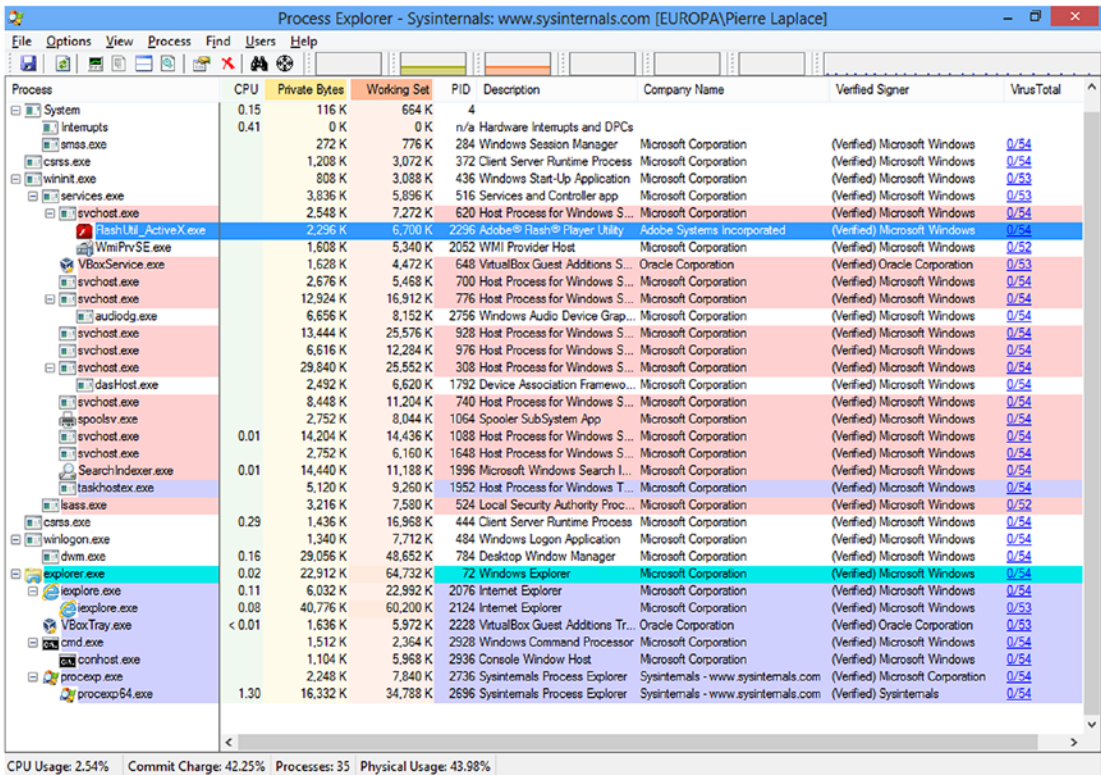 Process Explorer - Sysinternals: www.sysinternals.com [EUROPA\Pierre Laplace]
File Options View Process Find Users Help
Process CPU Private Bytes Working Set PID Description Company Name Verified Signer VirusTotal
System 0.15 116 K 664 K 4
Interrupts 0.41 0 K 0 K n/a Hardware Interrupts and DPCs
smss.exe 272 K 776 K 284 Windows Session Manager Microsoft Corporation (Verified) Microsoft Windows 0/54
csrss.exe 1,208 K 3,072 K 372 Client Server Runtime Process Microsoft Corporation (Verified) Microsoft Windows 0/54
wininit.exe 808 K 3,088 K 436 Windows Start-Up Application Microsoft Corporation (Verified) Microsoft Windows 0/53
services.exe 3,836 K 5,896 K 516 Services and Controller app Microsoft Corporation (Verified) Microsoft Windows 0/53
svchost.exe 2,548 K 7,272 K 620 Host Process for Windows S... Microsoft Corporation (Verified) Microsoft Windows 0/54
FlashUtil_ActiveX.exe 2,296 K 6,700 K 2296 Adobe® Flash® Player Utility Adobe Systems Incorporated (Verified) Microsoft Windows 0/54
WmiPrvSE.exe 1,608 K 5,340 K 2052 WMI Provider Host Microsoft Corporation (Verified) Microsoft Windows 0/52
VBoxService.exe 1,628 K 4,472 K 648 VirtualBox Guest Additions S... Oracle Corporation (Verified) Oracle Corporation 0/53
svchost.exe 2,676 K 5,468 K 700 Host Process for Windows S... Microsoft Corporation (Verified) Microsoft Windows 0/54
svchost.exe 12,924 K 16,912 K 776 Host Process for Windows S... Microsoft Corporation (Verified) Microsoft Windows 0/54
audiodg.exe 6,656 K 8,152 K 2756 Windows Audio Device Grap... Microsoft Corporation (Verified) Microsoft Windows 0/54
svchost.exe 13,444 K 25,576 K 928 Host Process for Windows S... Microsoft Corporation (Verified) Microsoft Windows 0/54
svchost.exe 6,616 K 12,284 K 976 Host Process for Windows S... Microsoft Corporation (Verified) Microsoft Windows 0/54
svchost.exe 29,840 K 25,552 K 308 Host Process for Windows S... Microsoft Corporation (Verified) Microsoft Windows 0/54
dasHost.exe 2,492 K 6,620 K 1792 Device Association Framewo... Microsoft Corporation (Verified) Microsoft Windows 0/54
svchost.exe 8,448 K 11,204 K 740 Host Process for Windows S... Microsoft Corporation (Verified) Microsoft Windows 0/54
spoolsv.exe 2,752 K 8,044 K 1064 Spooler SubSystem App Microsoft Corporation (Verified) Microsoft Windows 0/54
svchost.exe 0.01 14,204 K 14,436 K 1088 Host Process for Windows S... Microsoft Corporation (Verified) Microsoft Windows 0/54
svchost.exe 2,752 K 6,160 K 1648 Host Process for Windows S... Microsoft Corporation (Verified) Microsoft Windows 0/54
SearchIndexer.exe 0.01 14,440 K 11,188 K 1996 Microsoft Windows Search I... Microsoft Corporation (Verified) Microsoft Windows 0/54
taskhostex.exe 5,120 K 9,260 K 1952 Host Process for Windows T... Microsoft Corporation (Verified) Microsoft Windows 0/54
lsass.exe 3,216 K 7,580 K 524 Local Security Authority Proc... Microsoft Corporation (Verified) Microsoft Windows 0/52
csrss.exe 0.29 1,436 K 16,968 K 444 Client Server Runtime Process Microsoft Corporation (Verified) Microsoft Windows 0/54
winlogon.exe 1,340 K 7,712 K 484 Windows Logon Application Microsoft Corporation (Verified) Microsoft Windows 0/54
dwm.exe 0.16 29,056 K 48,652 K 784 Desktop Window Manager Microsoft Corporation (Verified) Microsoft Windows 0/54
explorer.exe 0.02 22,912 K 64,732 K 72 Windows Explorer Microsoft Corporation (Verified) Microsoft Windows 0/54
iexplore.exe 0.11 6,032 K 22,992 K 2076 Internet Explorer Microsoft Corporation (Verified) Microsoft Windows 0/54
iexplore.exe 0.08 40,776 K 60,200 K 2124 Internet Explorer Microsoft Corporation (Verified) Microsoft Windows 0/53
VBoxTray.exe < 0.01 1,636 K 5,972 K 2228 VirtualBox Guest Additions Tr... Oracle Corporation (Verified) Oracle Corporation 0/53
cmd.exe 1,512 K 2,364 K 2928 Windows Command Processor Microsoft Corporation (Verified) Microsoft Windows 0/54
conhost.exe 1,104 K 5,968 K 2936 Console Window Host Microsoft Corporation (Verified) Microsoft Windows 0/54
procexp.exe 2,248 K 7,840 K 2736 Sysinternals Process Explorer Sysinternals - www.sysinternals.com (Verified) Microsoft Corporation 0/54
procexp64.exe 1.30 16,332 K 34,788 K 2696 Sysinternals Process Explorer Sysinternals - www.sysinternals.com (Verified) Sysinternals 0/54
CPU Usage: 2.54% Commit Charge: 42.25% Processes: 35 Physical Usage: 43.98%